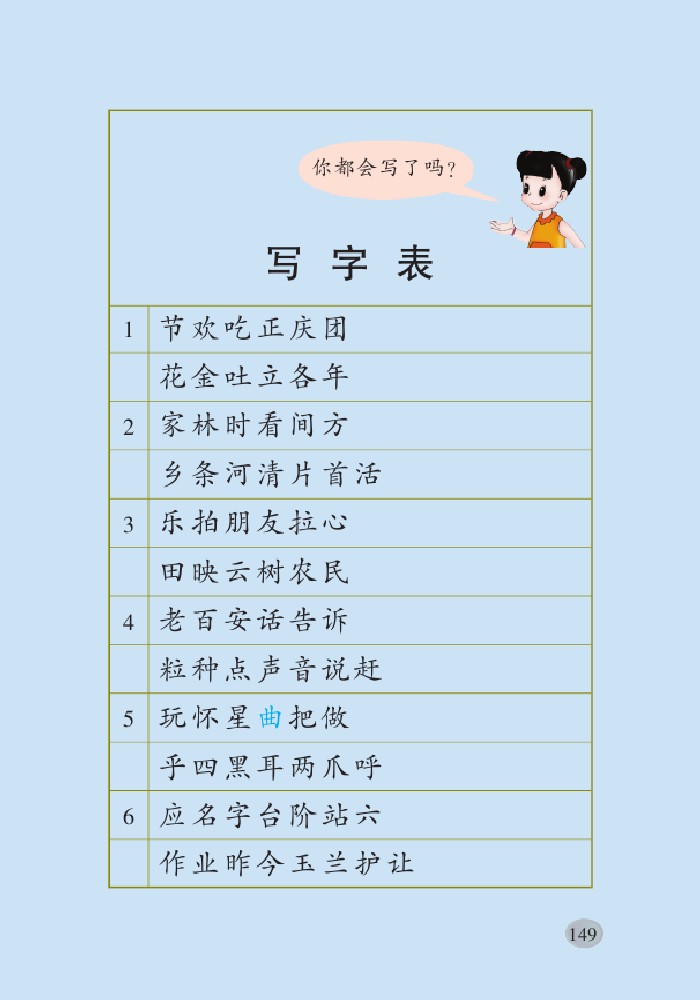 你都会写了吗？
写字表
1 节欢吃正庆团
花金吐立各年
2 家林时看间方
乡条河清片首活
3 乐拍朋友拉心
田映云树农民
4 老百安话告诉
粒种点声音说赶
5 玩怀星曲把做
乎四黑耳两爪呼
6 应名字台阶站六
作业昨今玉兰护让
149